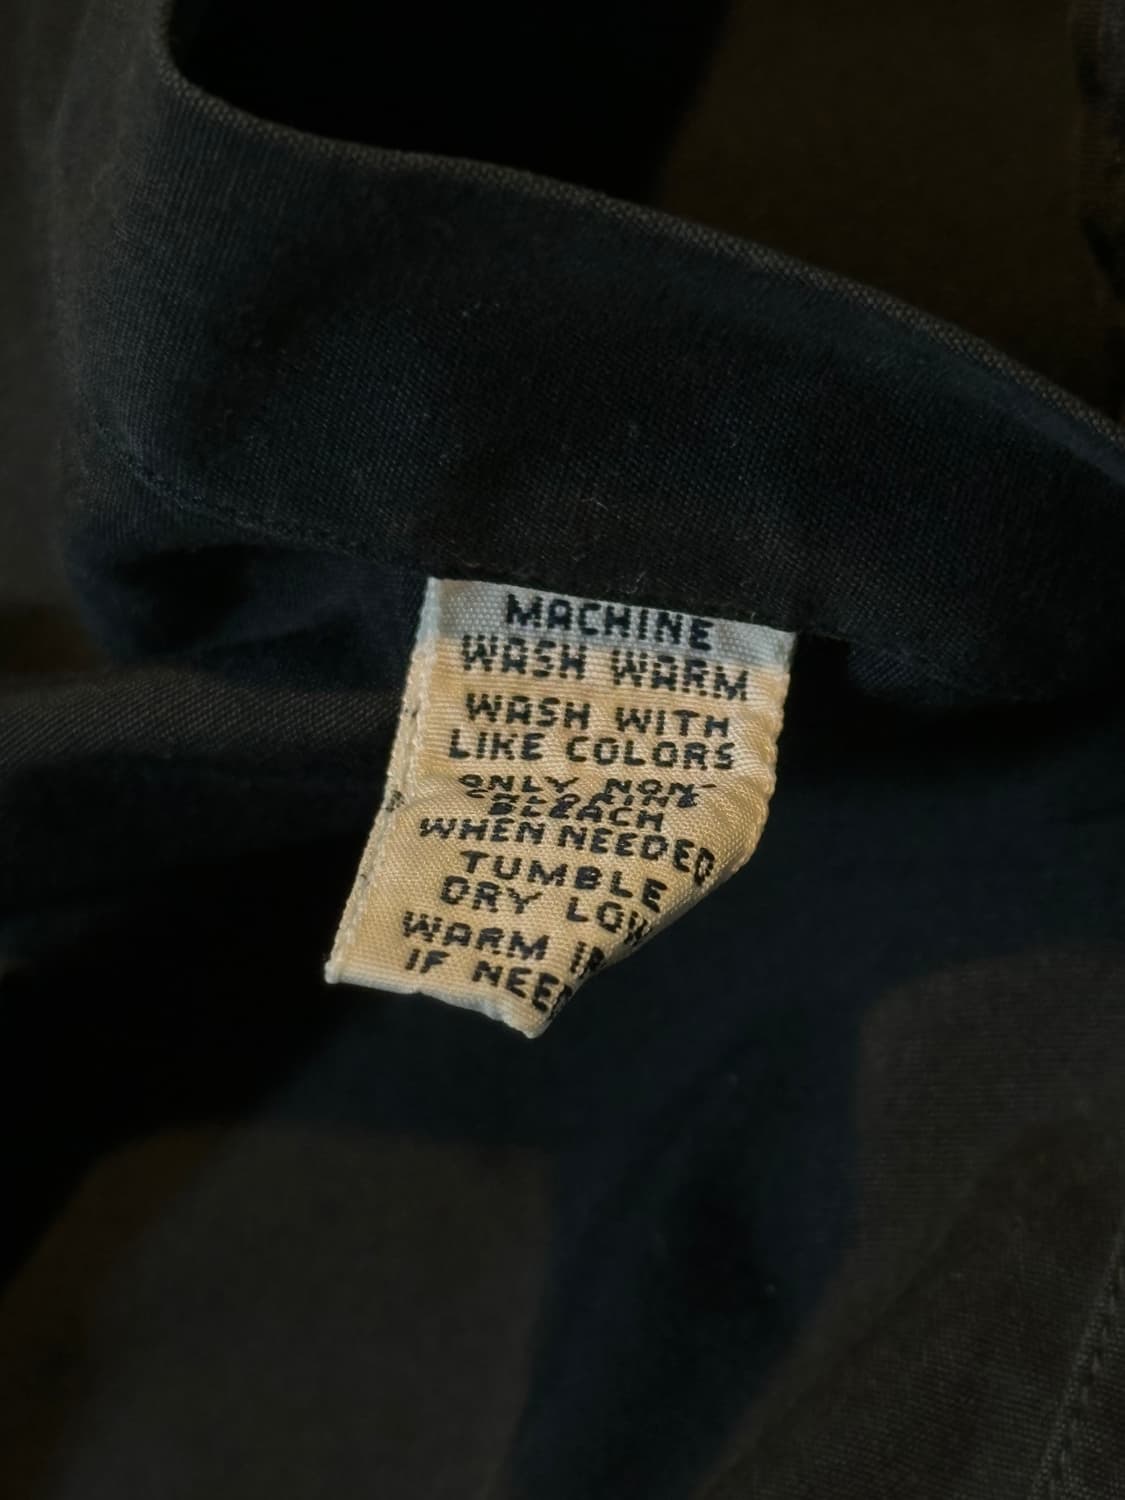 MACHINE
WASH WARM
WASH WITH
LIKE COLORS
ONLY NON-
BLEACH
WHEN NEEDED
TUMBLE
DRY LOW
WARM
IF